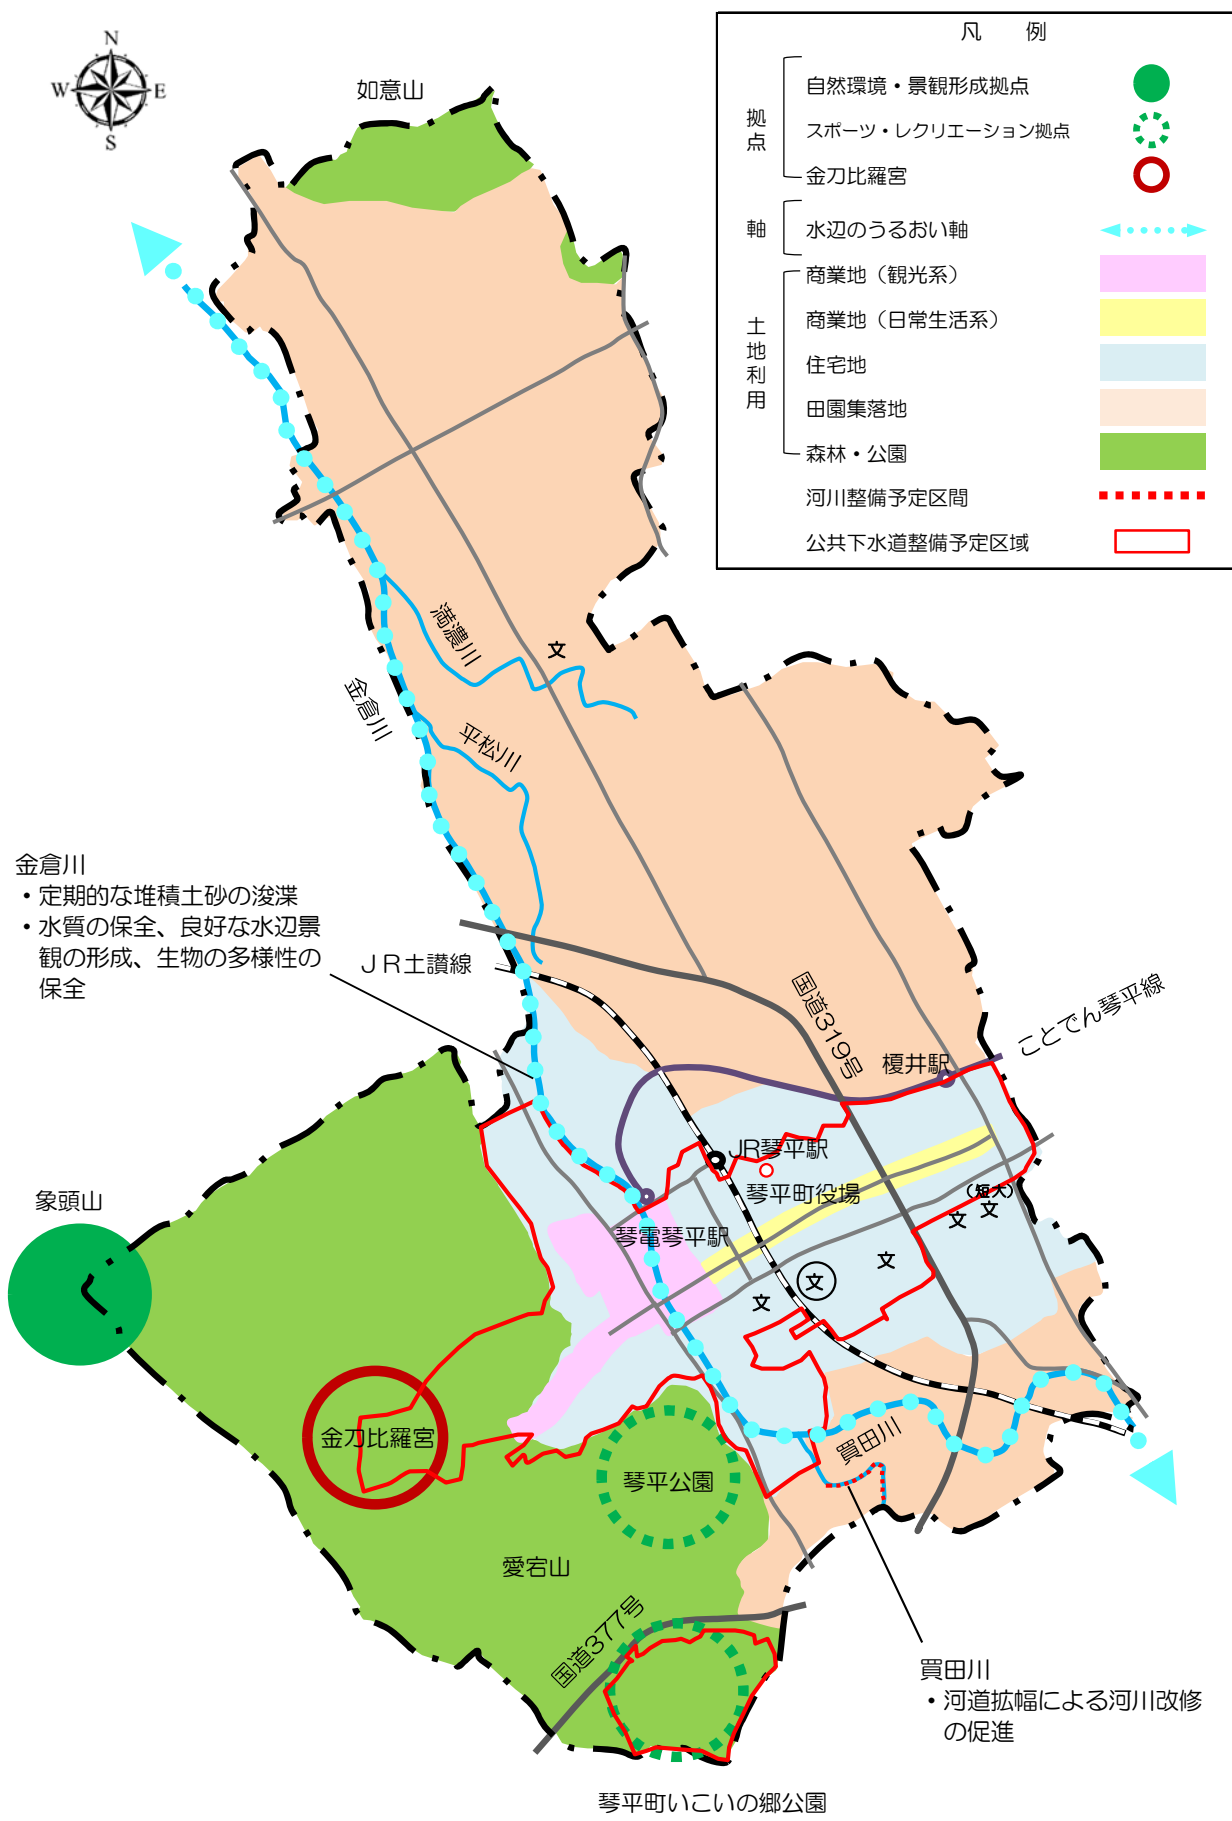 N
W E
S
凡 例
拠点
自然環境・景観形成拠点
スポーツ・レクリエーション拠点
金刀比羅宮
軸
水辺のうるおい軸
土地利用
商業地（観光系）
商業地（日常生活系）
住宅地
田園集落地
森林・公園
河川整備予定区間
公共下水道整備予定区域
如意山
満濃川
文
金倉川
平松川
金倉川
・定期的な堆積土砂の浚渫
・水質の保全、良好な水辺景
観の形成、生物の多様性の
保全
ＪＲ土讃線
国道319号
ことでん琴平線
榎井駅
JR琴平駅
琴平町役場
(短大)
文
文
琴電琴平駅
文
文
文
象頭山
金刀比羅宮
買田川
琴平公園
愛宕山
国道377号
買田川
・河道拡幅による河川改修
の促進
琴平町いこいの郷公園